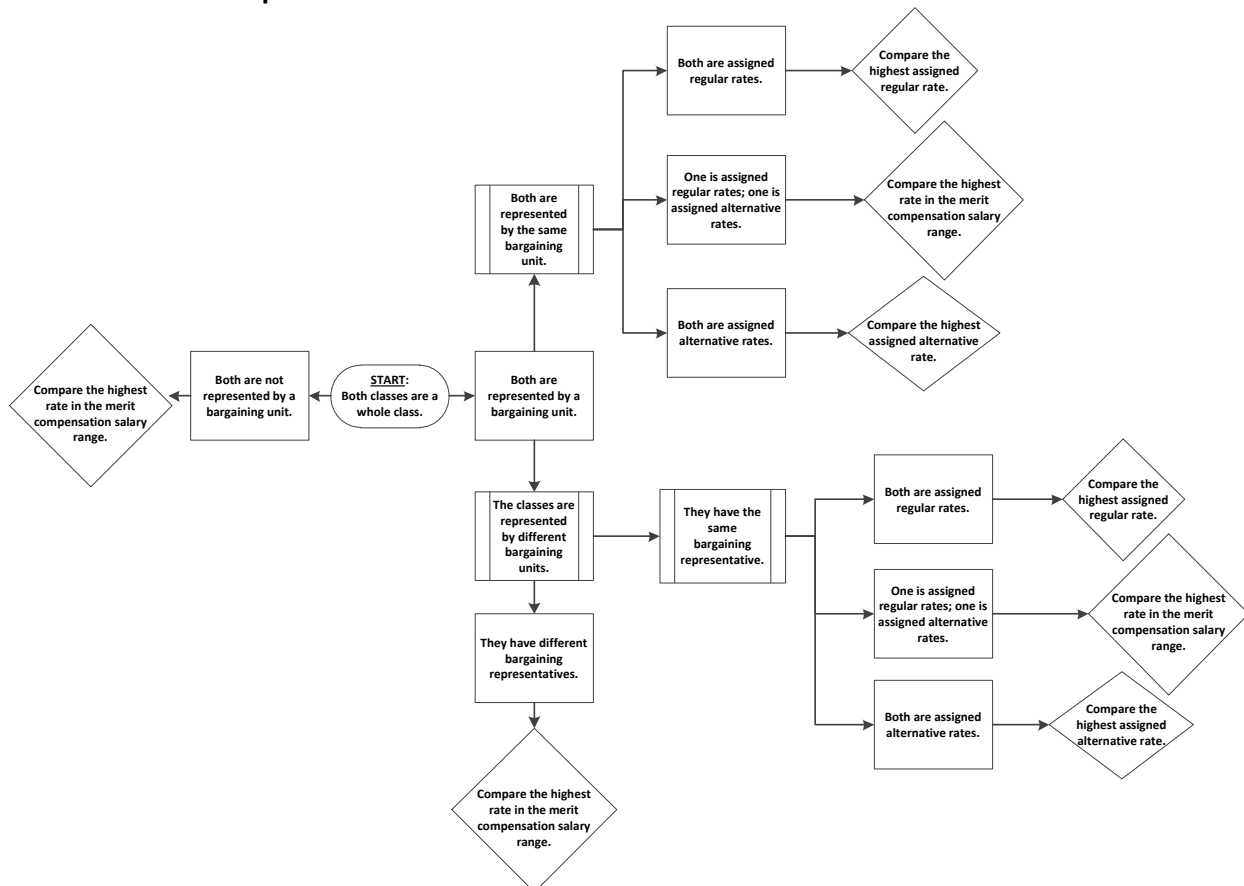 Both are assigned
regular rates.
Compare the
highest assigned
regular rate.
One is assigned
regular rates; one is
assigned alternative
rates.
Compare the highest
rate in the merit
compensation salary
range.
Both are
represented
by the same
bargaining
unit.
Both are assigned
alternative rates.
Compare the highest
assigned alternative
rate.
Compare the highest
rate in the merit
compensation salary
range.
Both are not
represented by a
bargaining unit.
START:
Both classes are a
whole class.
Both are
represented by a
bargaining unit.
The classes are
represented
by different
bargaining
units.
They have the
same
bargaining
representative.
Both are assigned
regular rates.
Compare the
highest assigned
regular rate.
One is assigned
regular rates; one is
assigned alternative
rates.
Compare the highest
rate in the merit
compensation salary
range.
They have different
bargaining
representatives.
Both are assigned
alternative rates.
Compare the
highest assigned
alternative rate.
Compare the highest
rate in the merit
compensation salary
range.